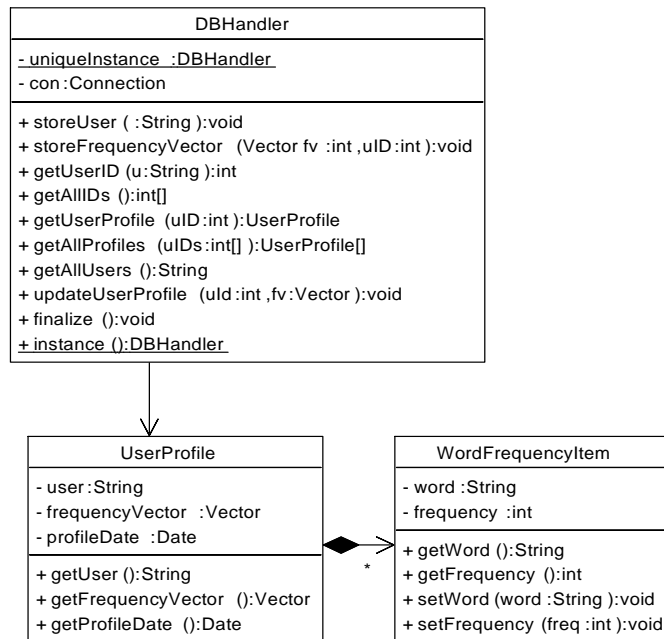 DBHandler
- uniqueInstance :DBHandler
- con:Connection
+ storeUser ( :String):void
+ storeFrequencyVector (Vector fv :int ,uID:int ):void
+ getUserID (u:String ):int
+ getAllIDs ():int[]
+ getUserProfile (uID:int ):UserProfile
+ getAllProfiles (uIDs:int[] ):UserProfile[]
+ getAllUsers ():String
+ updateUserProfile (uId:int ,fv:Vector ):void
+ finalize ():void
+ instance ():DBHandler
UserProfile
- user:String
- frequencyVector :Vector
- profileDate :Date
+ getUser ():String
+ getFrequencyVector ():Vector
+ getProfileDate ():Date
*
WordFrequencyItem
- word :String
- frequency :int
+ getWord ():String
+ getFrequency ():int
+ setWord (word :String ):void
+ setFrequency (freq :int ):void